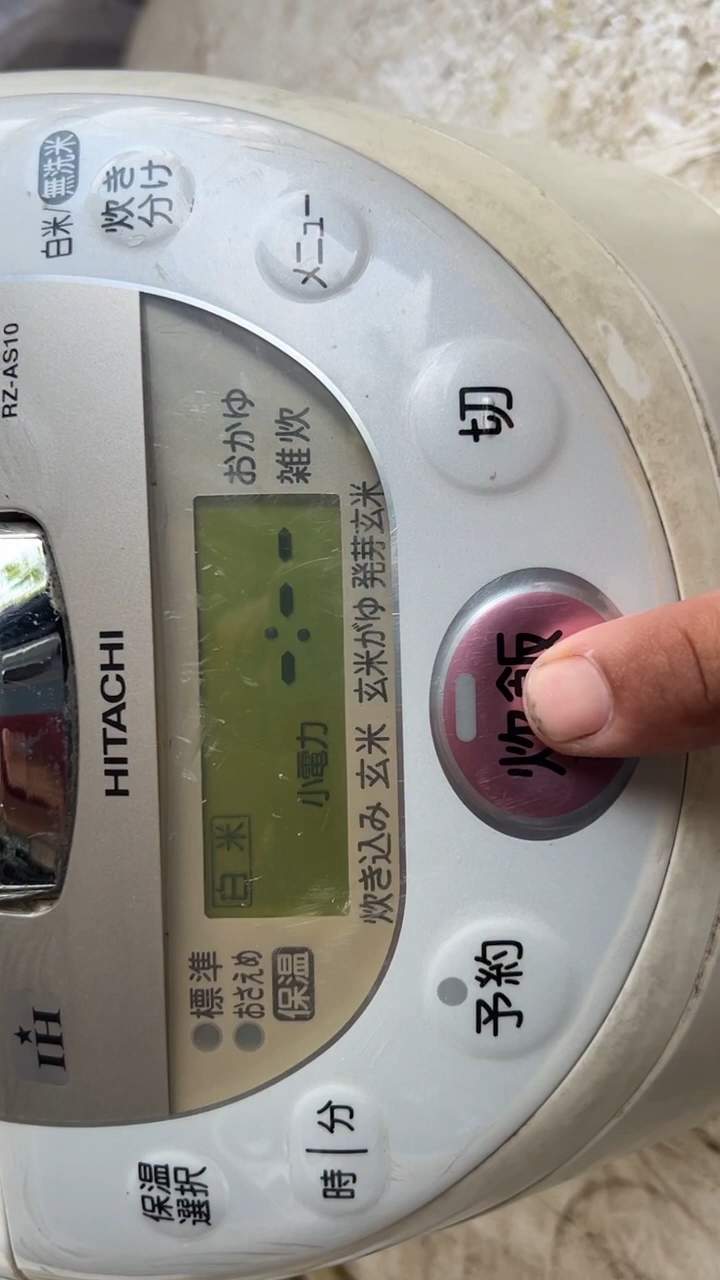 IH
HITACHI
RZ-AS10
白米/無洗米
炊き
分け
メニュー
標準
おさえめ
保温
白米
小電力
-:--
おかゆ
雑炊
炊き込み 玄米 玄米がゆ 発芽玄米
保温
選択
時|分
予約
炊飯
切